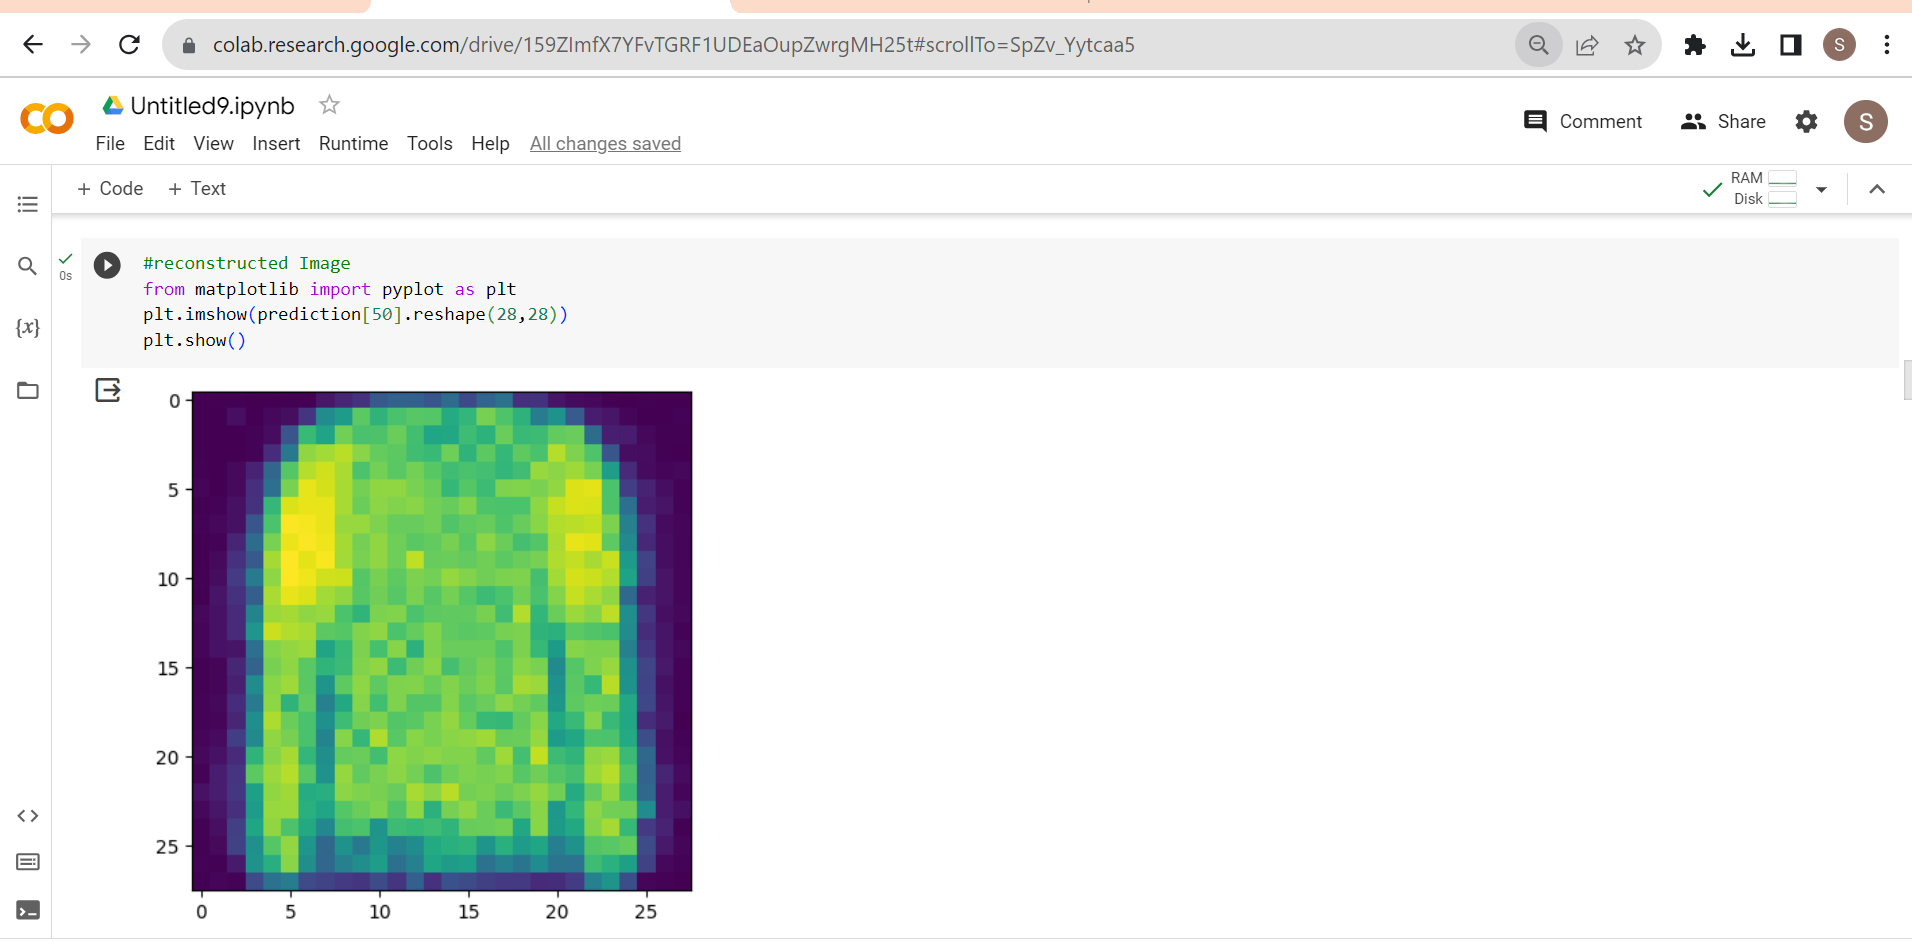 colab.research.google.com/drive/159ZImfX7YFvTGRF1UDEaOupZwrgMH25t#scrollTo=SpZv_Yytcaa5
S
Untitled9.ipynb
File Edit View Insert Runtime Tools Help All changes saved
Comment Share S
+ Code + Text
RAM
Disk
0s
#reconstructed Image
from matplotlib import pyplot as plt
plt.imshow(prediction[50].reshape(28,28))
plt.show()
{x}
0
5
10
15
20
25
0 5 10 15 20 25